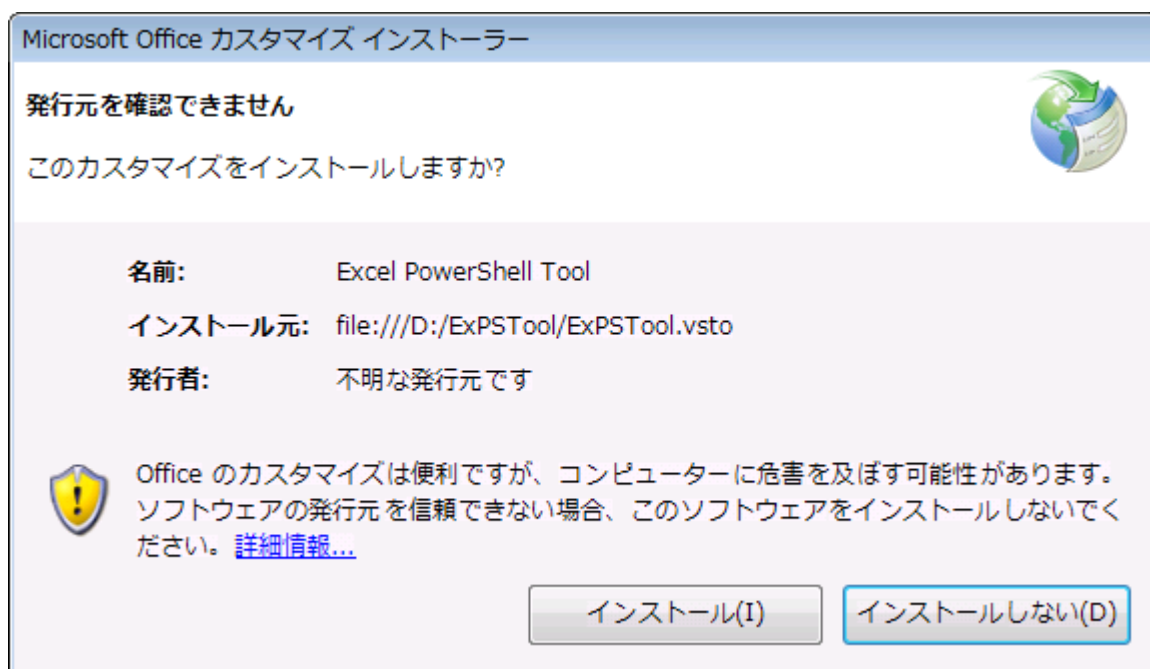 Microsoft Office カスタマイズ インストーラー
発行元を確認できません
このカスタマイズをインストールしますか?
名前: Excel PowerShell Tool
インストール元: file:///D:/ExPSTool/ExPSTool.vsto
発行者: 不明な発行元です
Office のカスタマイズは便利ですが、コンピューターに危害を及ぼす可能性があります。
ソフトウェアの発行元を信頼できない場合、このソフトウェアをインストールしないでく
ださい。詳細情報...
インストール(I) インストールしない(D)